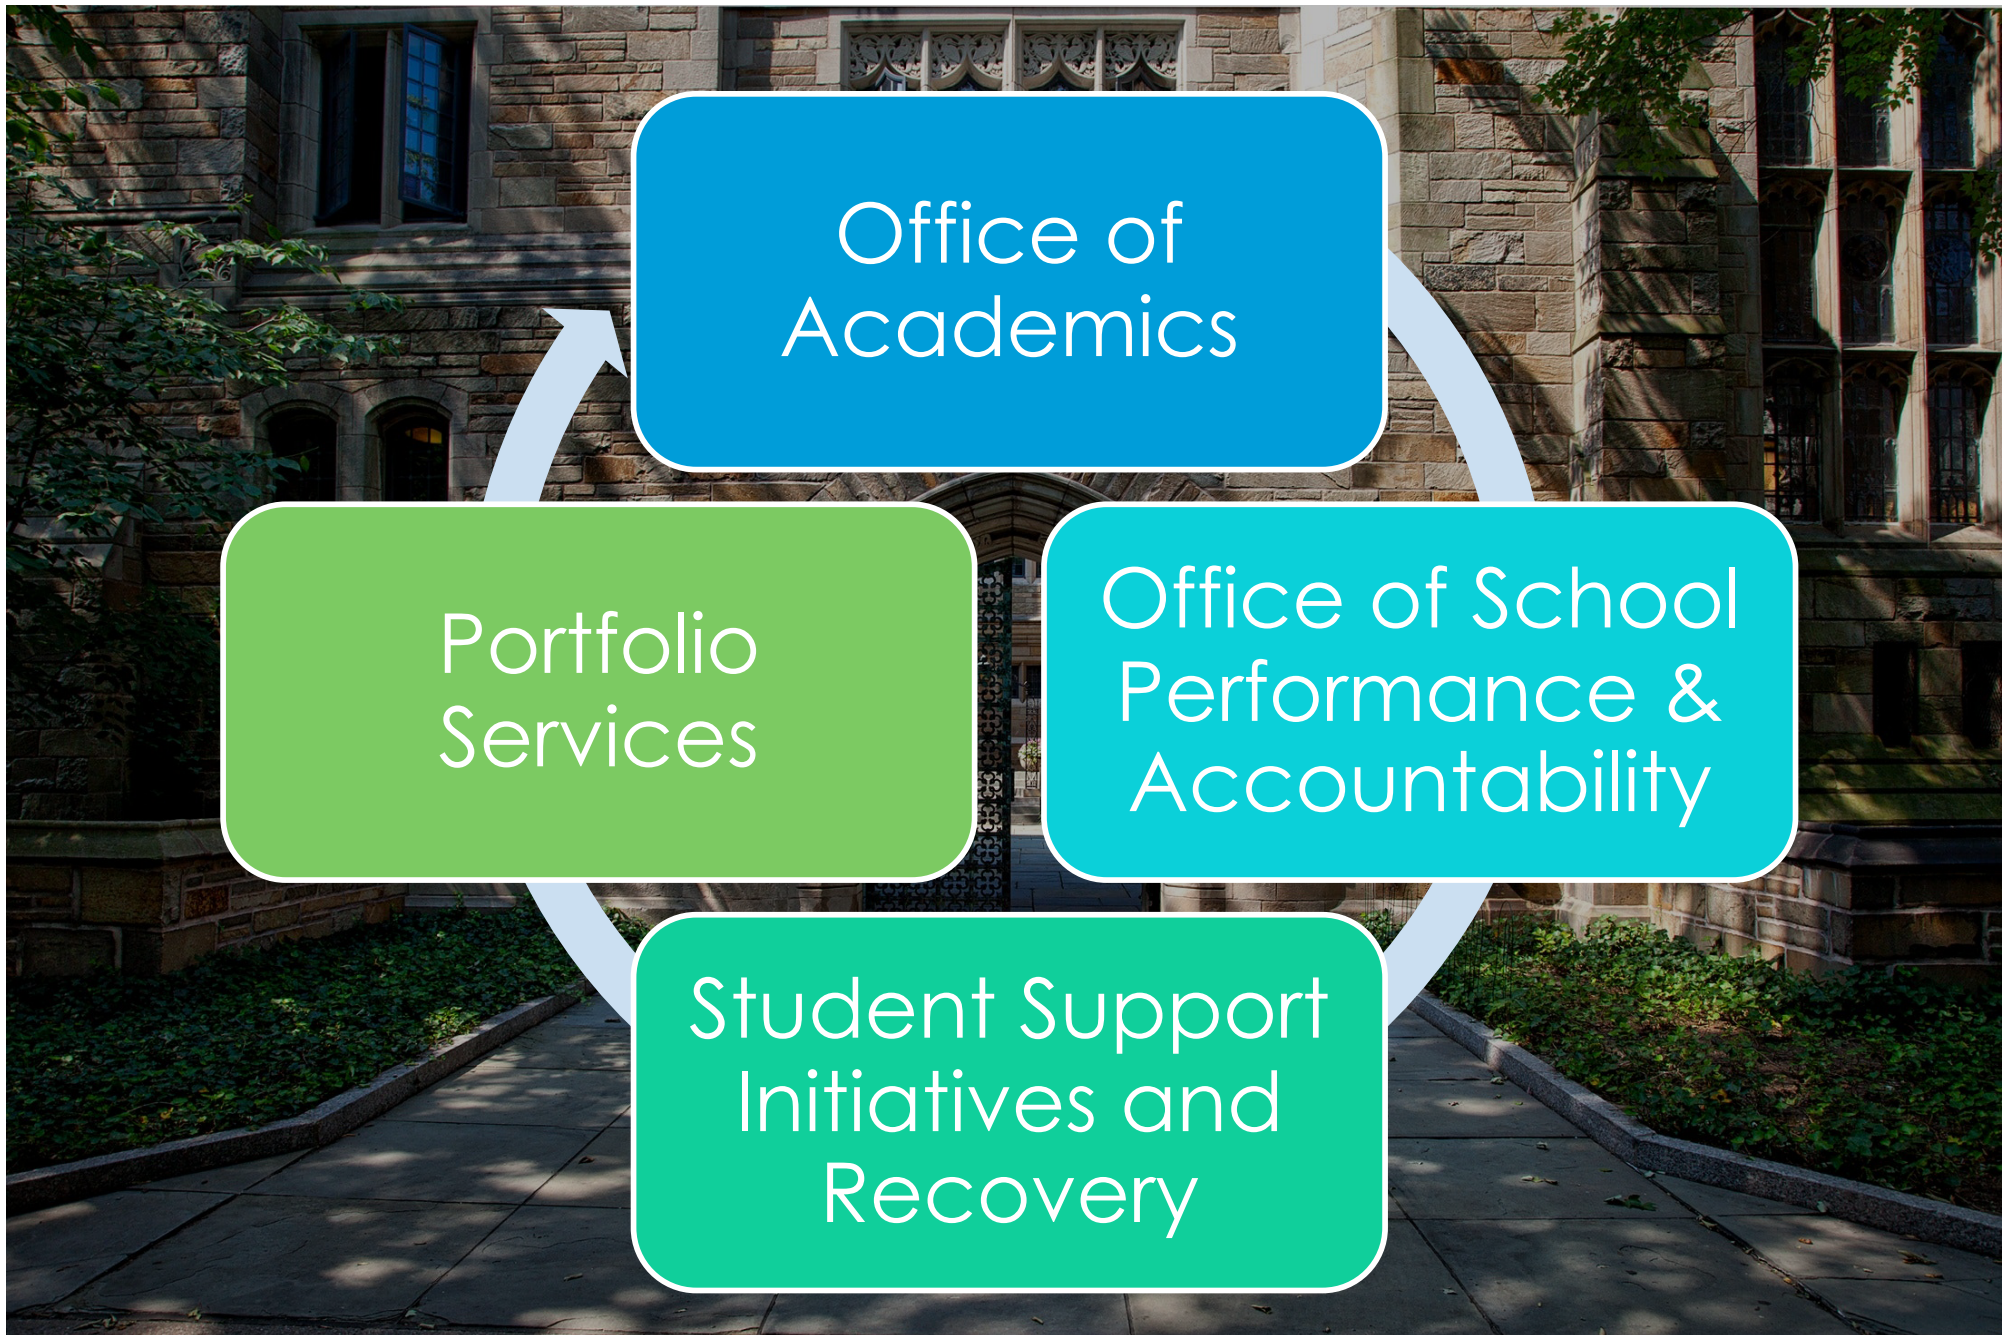 Office of
Academics
Office of School
Performance &
Accountability
Student Support
Initiatives and
Recovery
Portfolio
Services